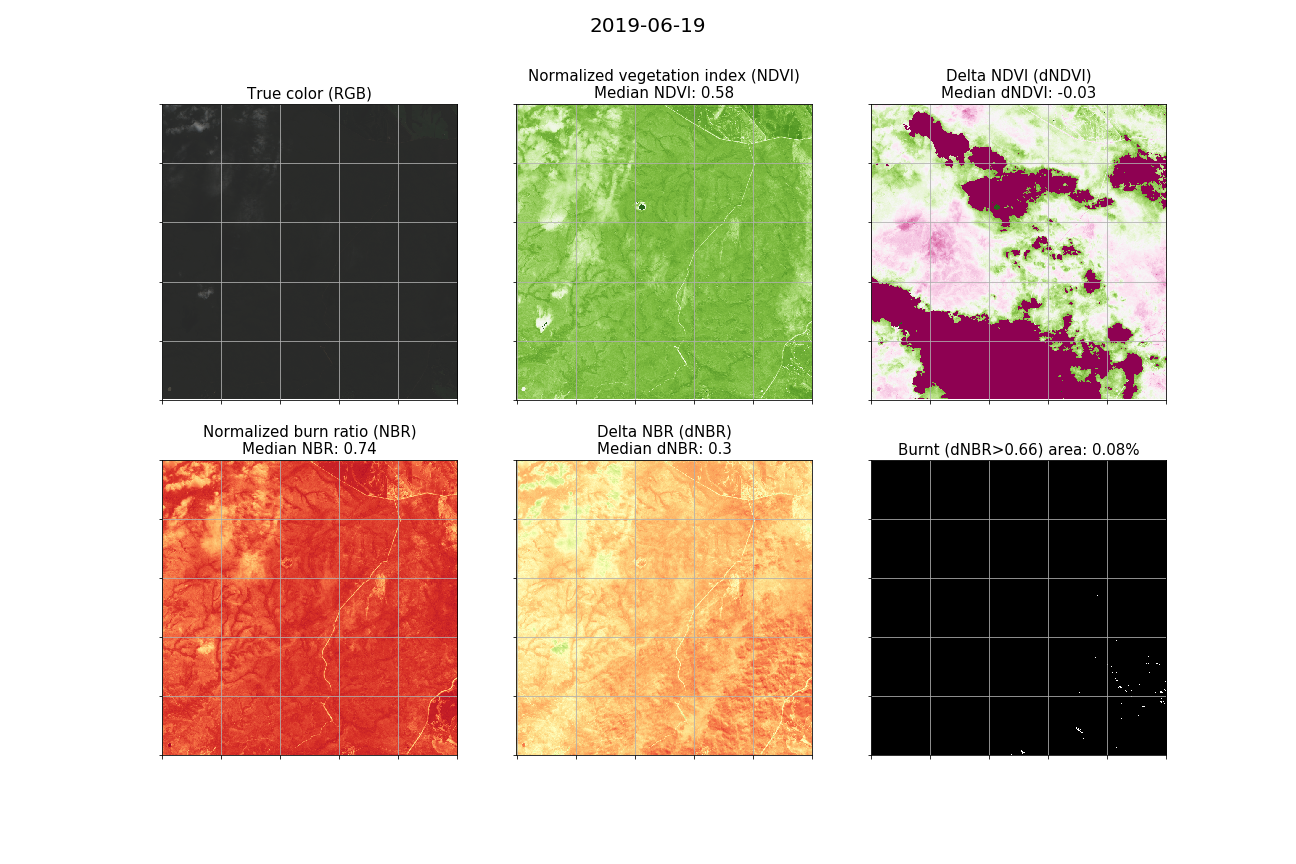 2019-06-19
True color (RGB)
Normalized vegetation index (NDVI)
Median NDVI: 0.58
Delta NDVI (dNDVI)
Median dNDVI: -0.03
Normalized burn ratio (NBR)
Median NBR: 0.74
Delta NBR (dNBR)
Median dNBR: 0.3
Burnt (dNBR>0.66) area: 0.08%